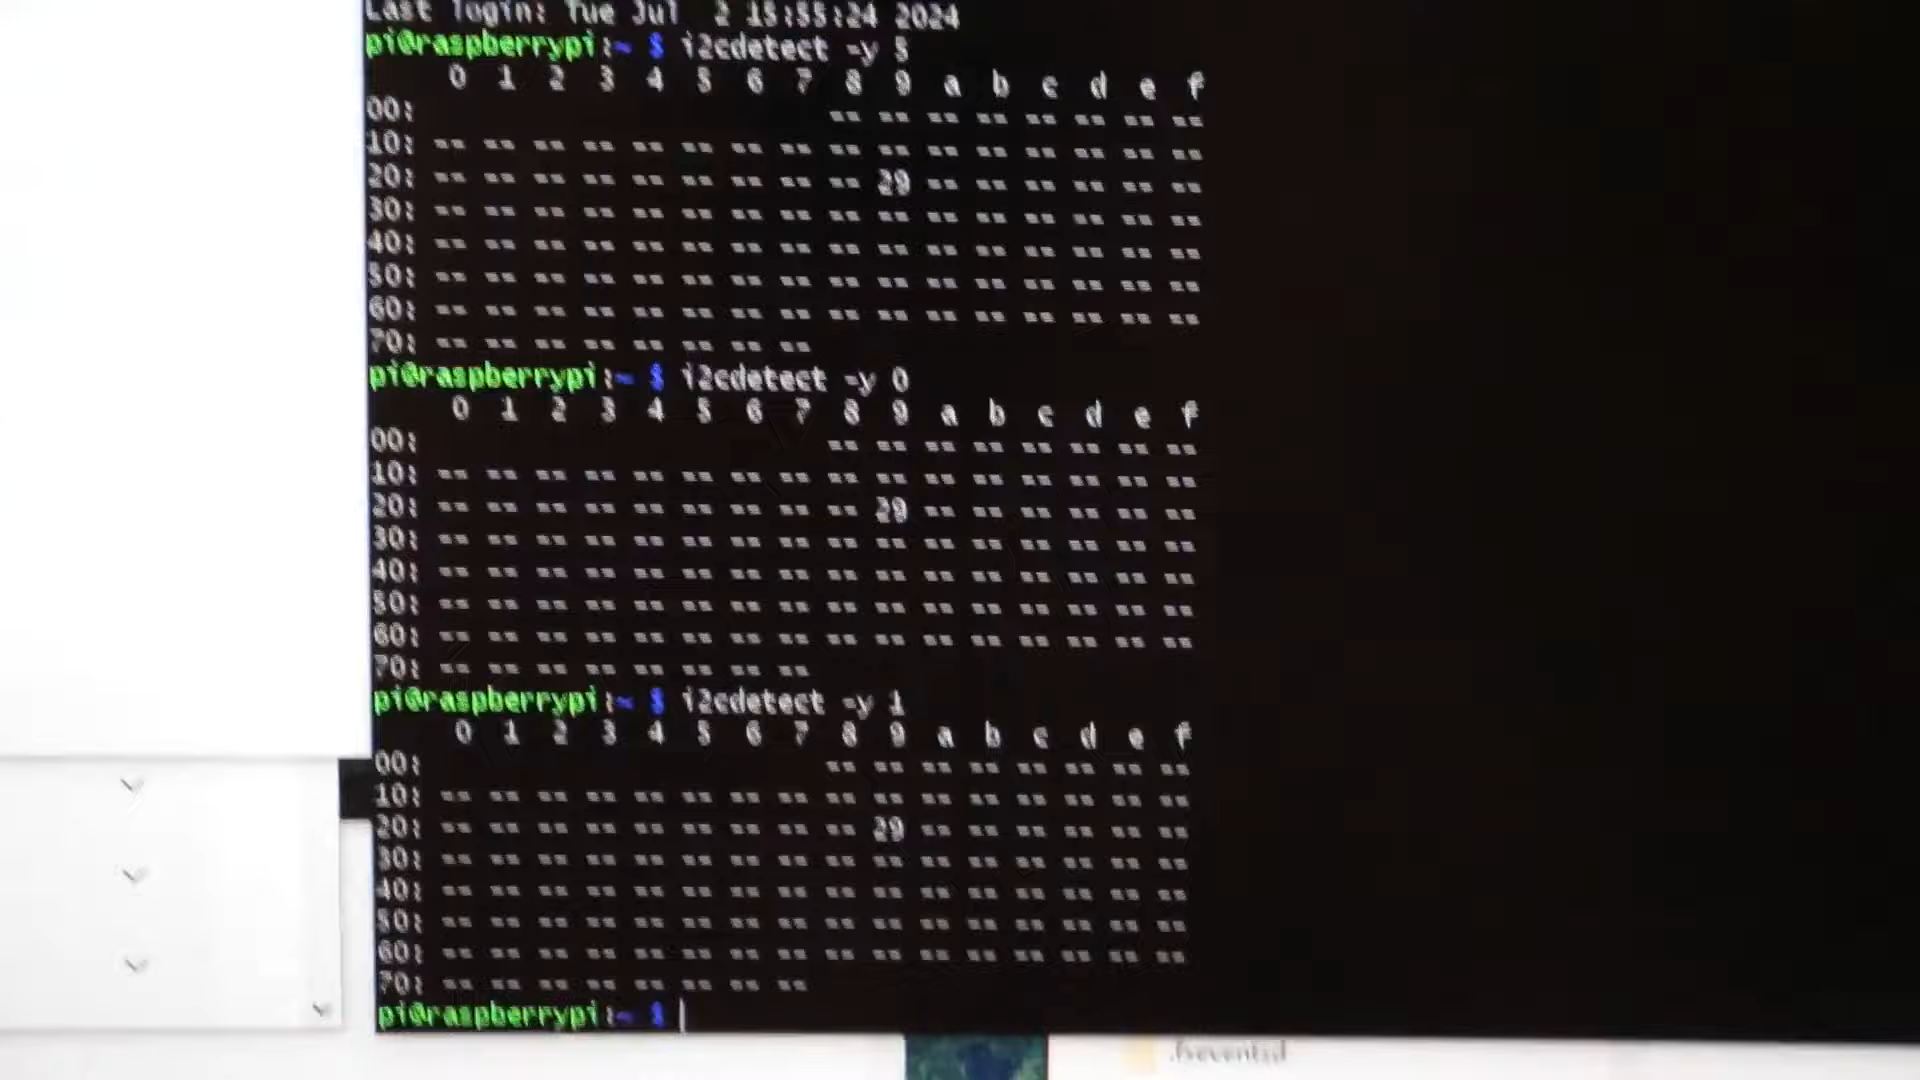 Last login: Tue Jul  2 15:55:24 2024
pi@raspberrypi:~ $ i2cdetect -y 5
     0  1  2  3  4  5  6  7  8  9  a  b  c  d  e  f
00:                         -- -- -- -- -- -- -- --
10: -- -- -- -- -- -- -- -- -- -- -- -- -- -- -- --
20: -- -- -- -- -- -- -- -- -- 29 -- -- -- -- -- --
30: -- -- -- -- -- -- -- -- -- -- -- -- -- -- -- --
40: -- -- -- -- -- -- -- -- -- -- -- -- -- -- -- --
50: -- -- -- -- -- -- -- -- -- -- -- -- -- -- -- --
60: -- -- -- -- -- -- -- -- -- -- -- -- -- -- -- --
70: -- -- -- -- -- -- -- --
pi@raspberrypi:~ $ i2cdetect -y 0
     0  1  2  3  4  5  6  7  8  9  a  b  c  d  e  f
00:                         -- -- -- -- -- -- -- --
10: -- -- -- -- -- -- -- -- -- -- -- -- -- -- -- --
20: -- -- -- -- -- -- -- -- -- 29 -- -- -- -- -- --
30: -- -- -- -- -- -- -- -- -- -- -- -- -- -- -- --
40: -- -- -- -- -- -- -- -- -- -- -- -- -- -- -- --
50: -- -- -- -- -- -- -- -- -- -- -- -- -- -- -- --
60: -- -- -- -- -- -- -- -- -- -- -- -- -- -- -- --
70: -- -- -- -- -- -- -- --
pi@raspberrypi:~ $ i2cdetect -y 1
     0  1  2  3  4  5  6  7  8  9  a  b  c  d  e  f
00:                         -- -- -- -- -- -- -- --
10: -- -- -- -- -- -- -- -- -- -- -- -- -- -- -- --
20: -- -- -- -- -- -- -- -- -- 29 -- -- -- -- -- --
30: -- -- -- -- -- -- -- -- -- -- -- -- -- -- -- --
40: -- -- -- -- -- -- -- -- -- -- -- -- -- -- -- --
50: -- -- -- -- -- -- -- -- -- -- -- -- -- -- -- --
60: -- -- -- -- -- -- -- -- -- -- -- -- -- -- -- --
70: -- -- -- -- -- -- -- --
pi@raspberrypi:~ $
.fseventsd